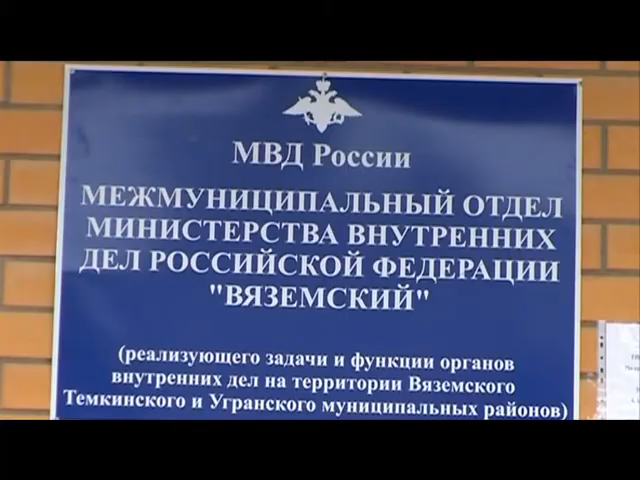 МВД России
МЕЖМУНИЦИПАЛЬНЫЙ ОТДЕЛ
МИНИСТЕРСТВА ВНУТРЕННИХ
ДЕЛ РОССИЙСКОЙ ФЕДЕРАЦИИ
"ВЯЗЕМСКИЙ"
(реализующего задачи и функции органов
внутренних дел на территории Вяземского
Темкинского и Угранского муниципальных районов)